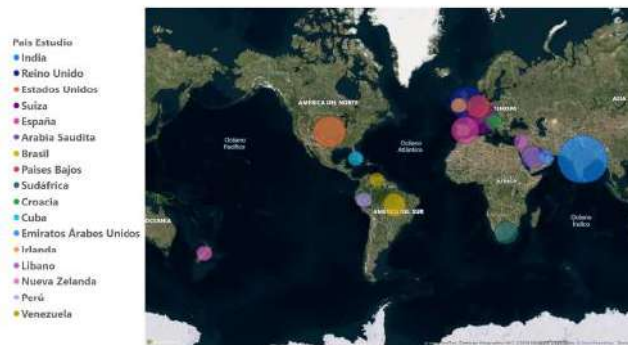 País Estudio
India
Reino Unido
Estados Unidos
Suiza
España
Arabia Saudita
Brasil
Países Bajos
Sudáfrica
Croacia
Cuba
Emiratos Árabes Unidos
Irlanda
Líbano
Nueva Zelanda
Perú
Venezuela
AMÉRICA DEL NORTE
EUROPA
ASIA
Océano
Pacífico
Océano
Atlántico
ÁFRICA
OCEANÍA
AMÉRICA DEL SUR
Océano
Índico